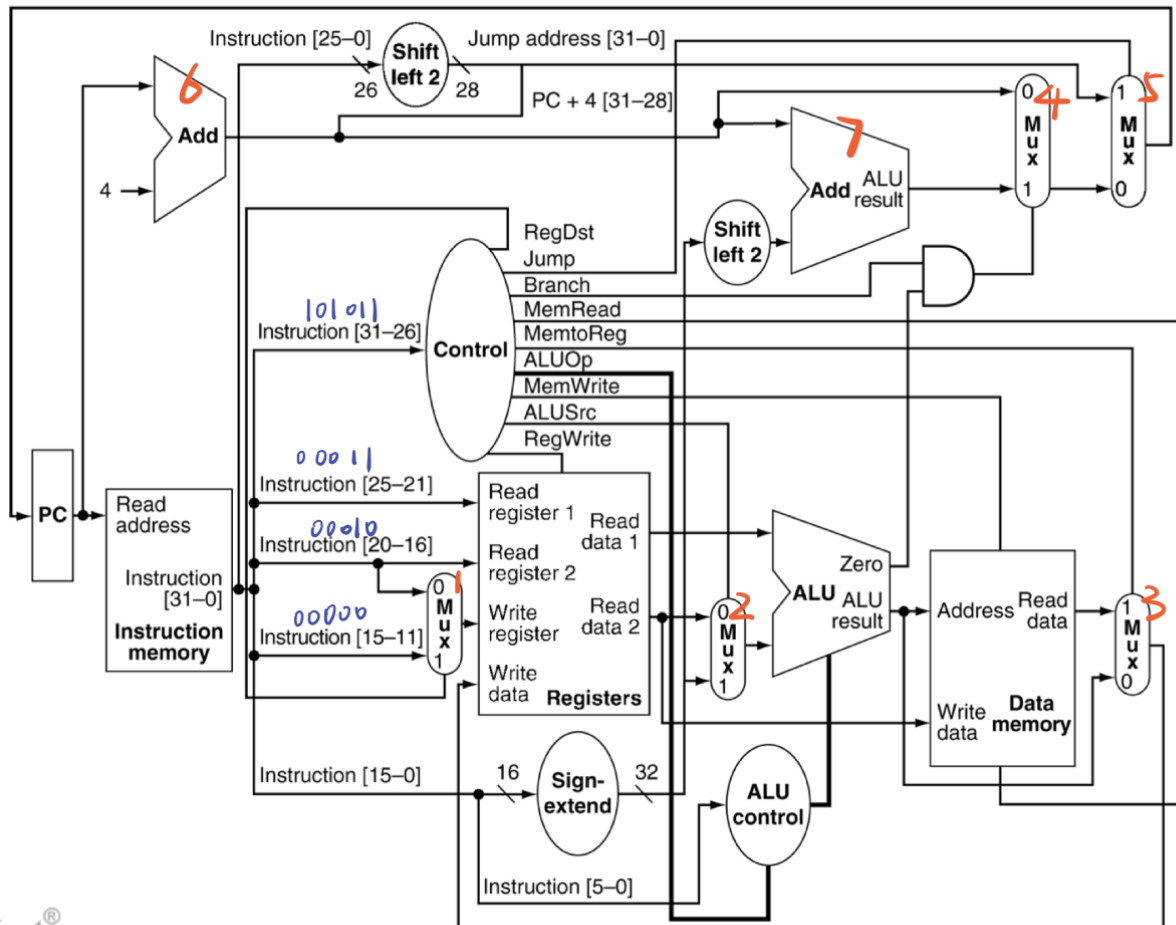 Instruction [25–0]
Shift left 2
Jump address [31–0]
26
28
PC + 4 [31–28]
6
Add
4
7
Add
ALU result
0
4
Mux
1
1
5
Mux
0
Shift left 2
RegDst
Jump
Branch
MemRead
MemtoReg
ALUOp
MemWrite
ALUSrc
RegWrite
Control
101011
Instruction [31–26]
00011
Instruction [25–21]
00010
Instruction [20–16]
00000
Instruction [15–11]
PC
Read address
Instruction [31–0]
Instruction memory
0
1
Mux
1
Read register 1
Read register 2
Write register
Write data
Read data 1
Read data 2
Registers
0
2
Mux
1
Zero
ALU
ALU result
Address
Read data
Write data
Data memory
1
3
Mux
0
Instruction [15–0]
16
Sign-extend
32
ALU control
Instruction [5–0]
®